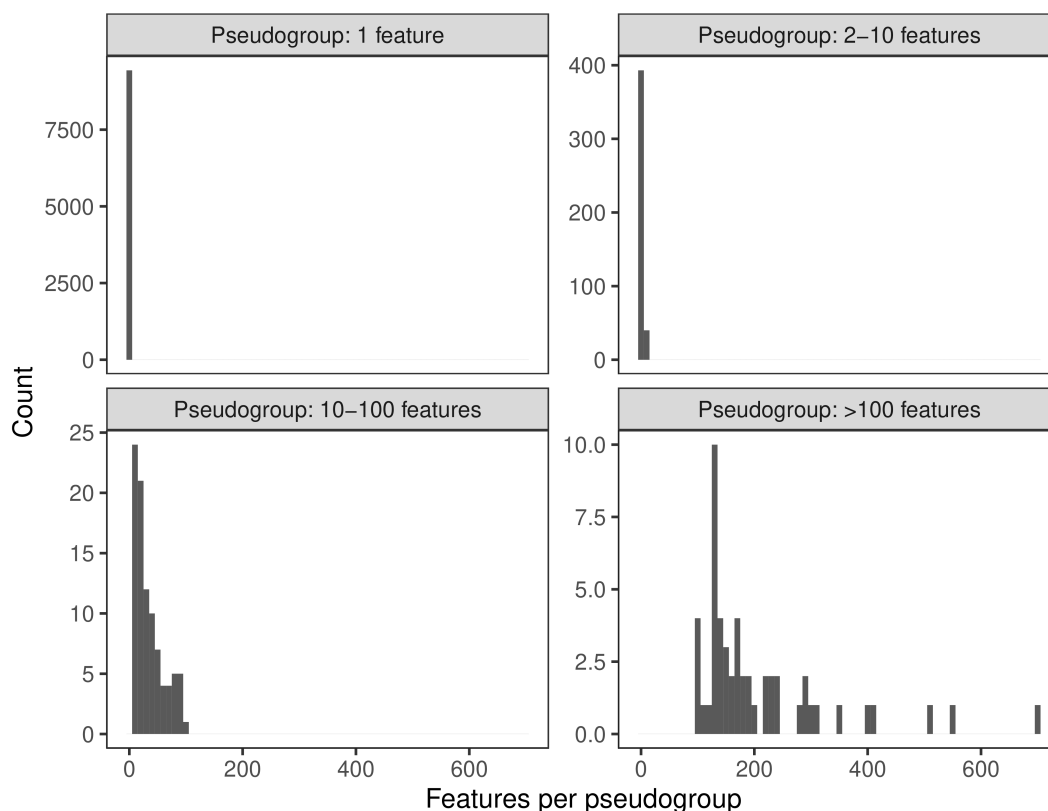 Pseudogroup: 1 feature
Pseudogroup: 2–10 features
7500
5000
2500
0
400
300
200
100
0
Count
Pseudogroup: 10–100 features
Pseudogroup: >100 features
25
20
15
10
5
0
10.0
7.5
5.0
2.5
0.0
0 200 400 600
0 200 400 600
Features per pseudogroup